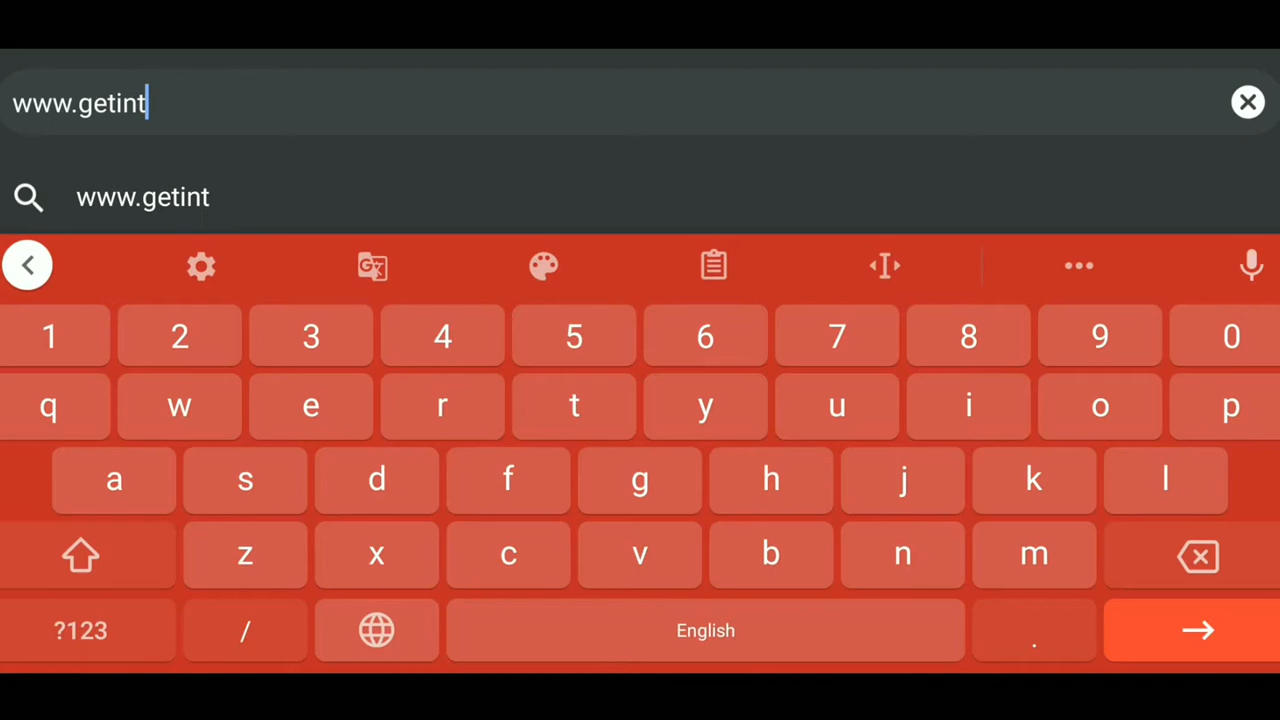 www.getint
www.getint
1 2 3 4 5 6 7 8 9 0
q w e r t y u i o p
a s d f g h j k l
z x c v b n m
?123 / English .